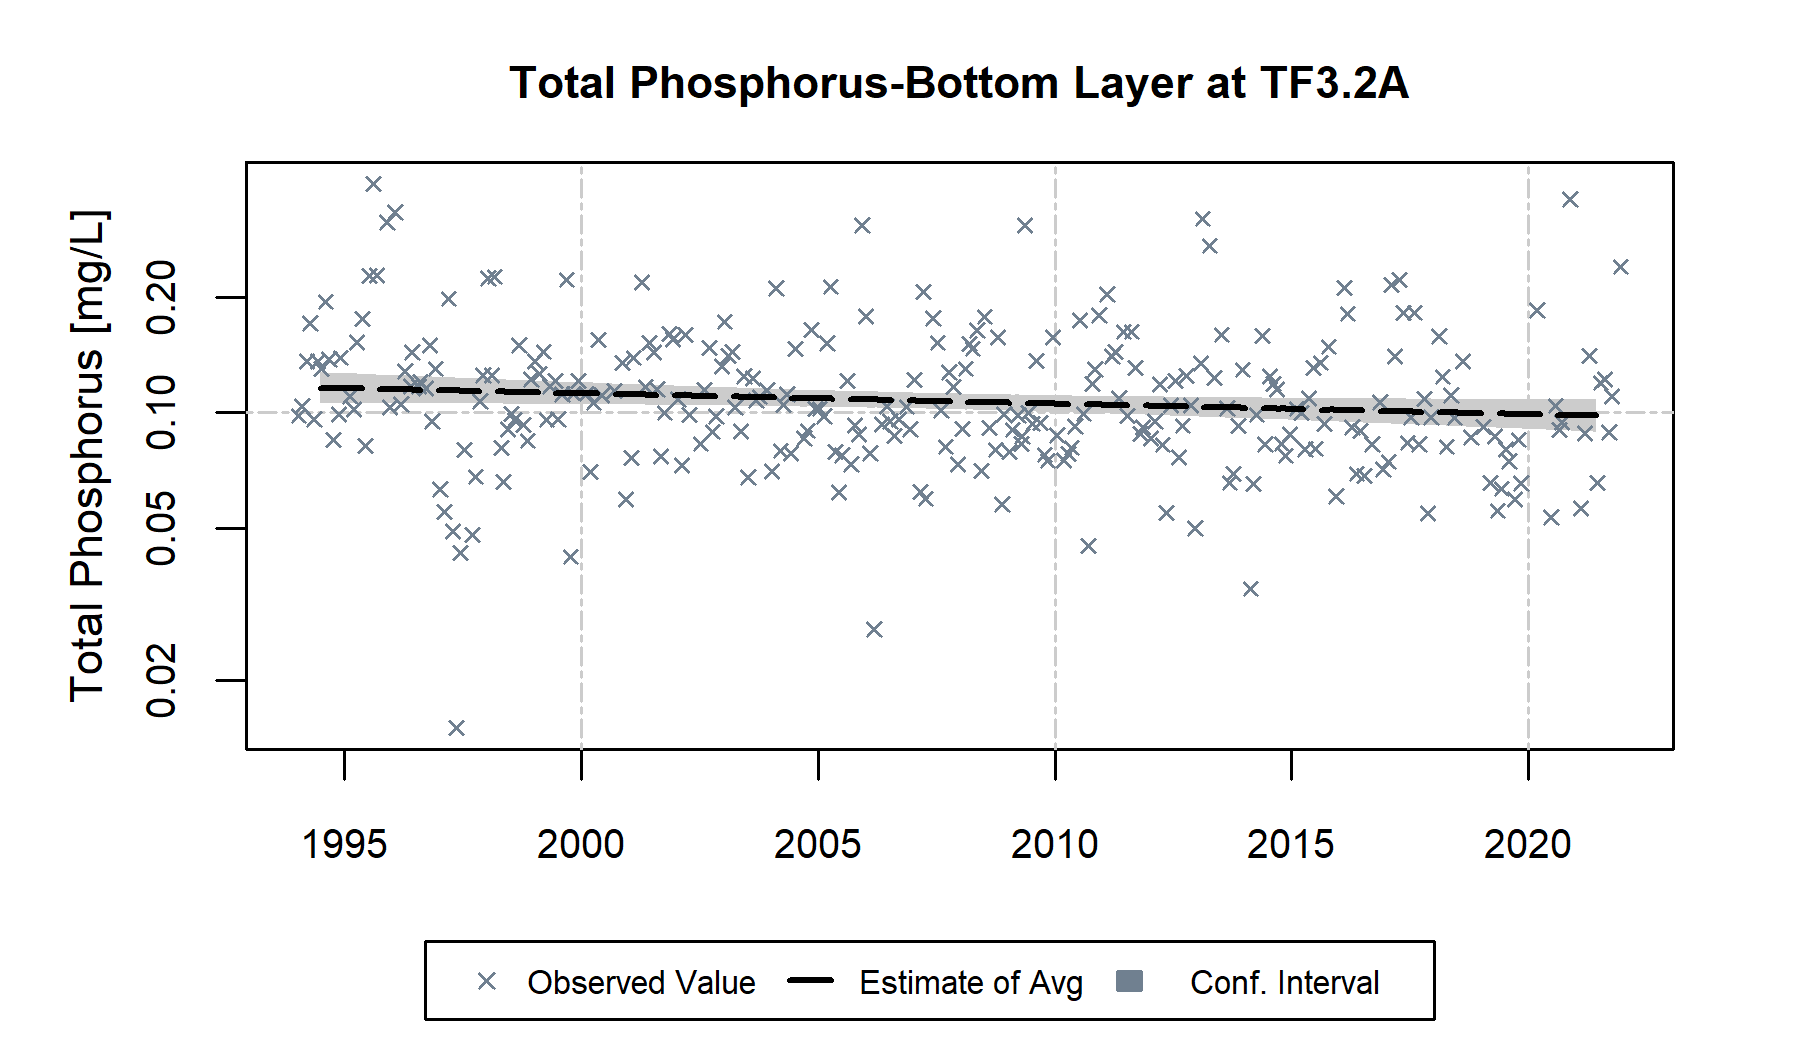 Total Phosphorus-Bottom Layer at TF3.2A
Total Phosphorus [mg/L]
0.20
0.10
0.05
0.02
1995 2000 2005 2010 2015 2020
Observed Value Estimate of Avg Conf. Interval